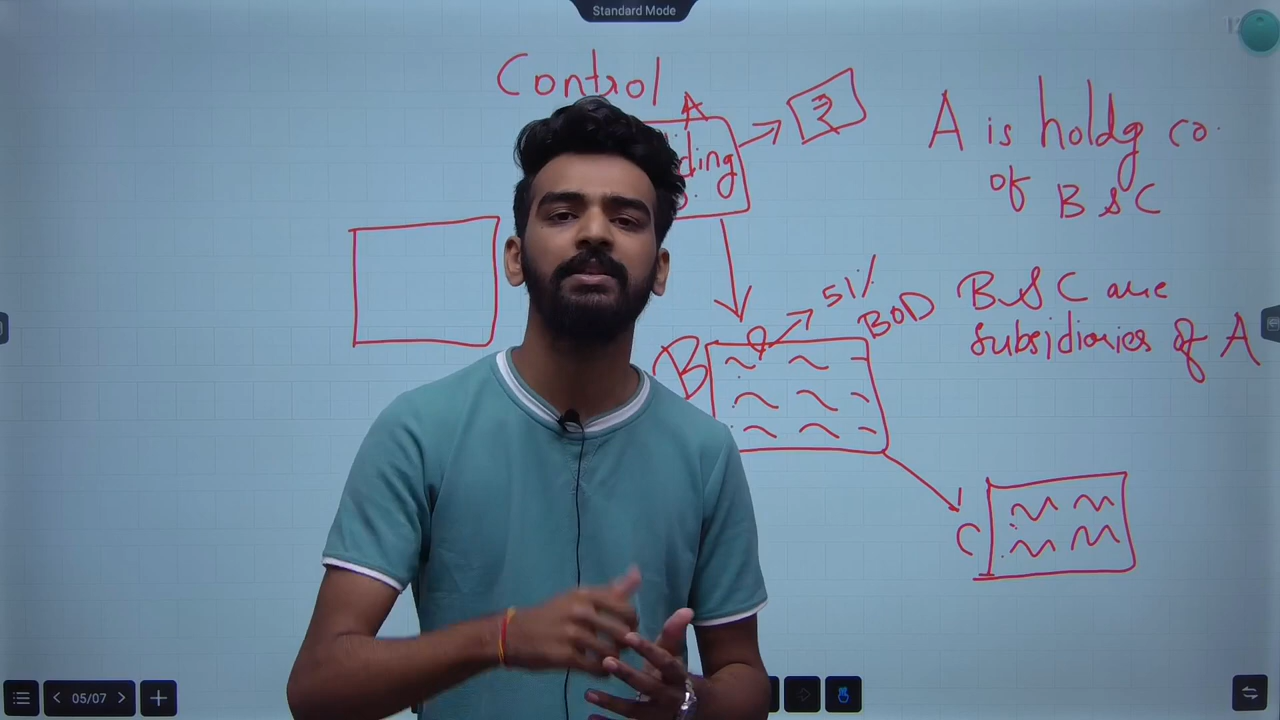 Standard Mode
Control
A
ding
₹
A is holdg co.
of B & C
51%
BOD
B & C are
subsidiaries of A
B
C
05/07